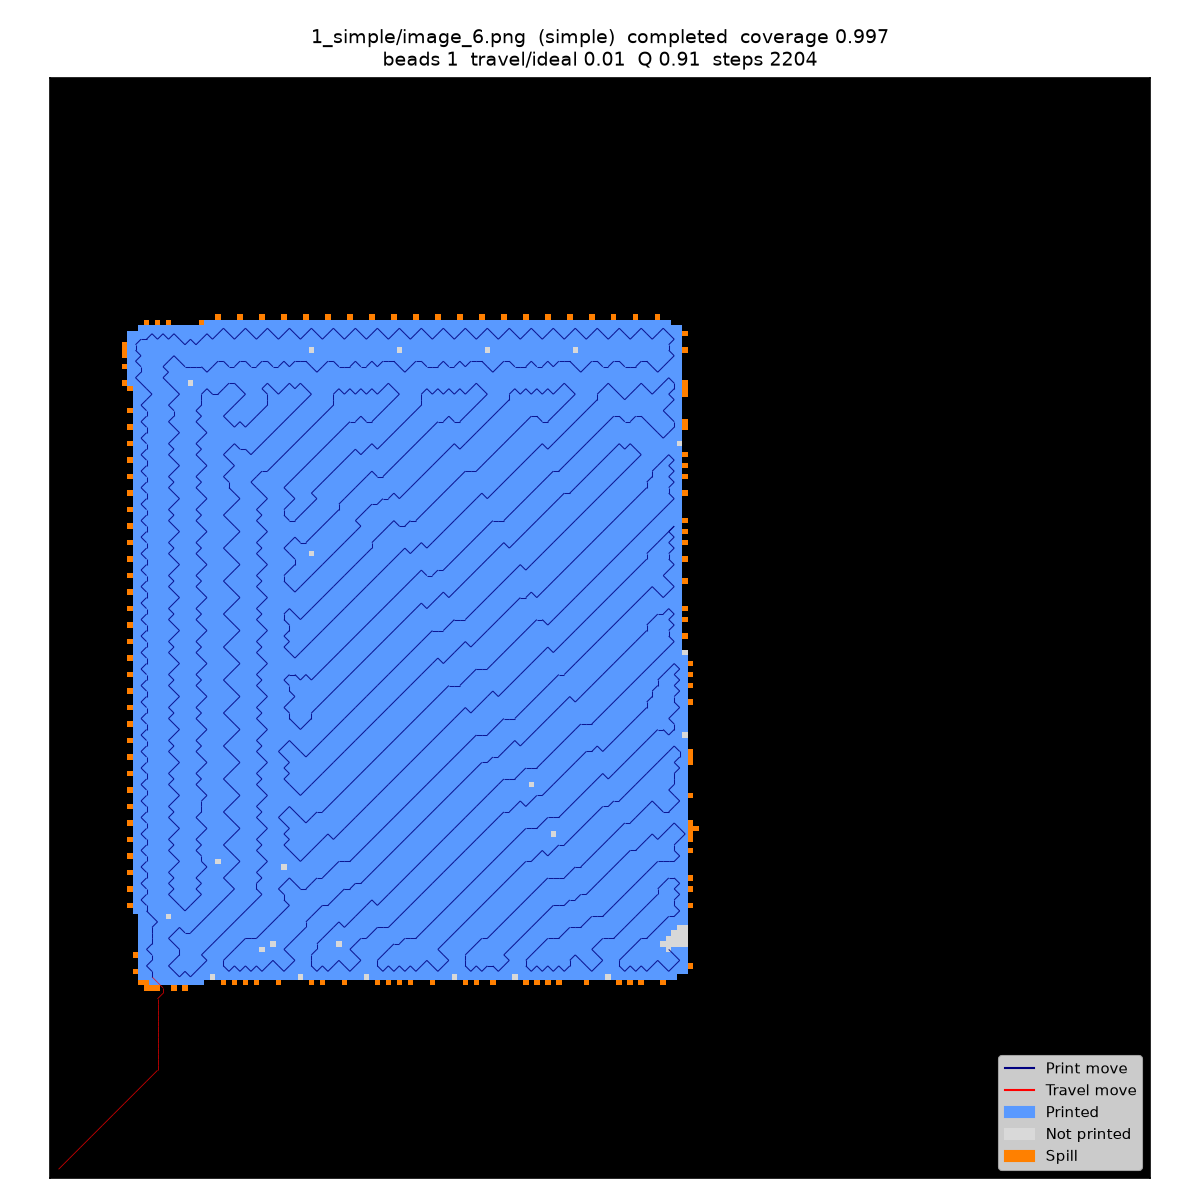 1_simple/image_6.png  (simple)  completed  coverage 0.997
beads 1  travel/ideal 0.01  Q 0.91  steps 2204
Print move
Travel move
Printed
Not printed
Spill